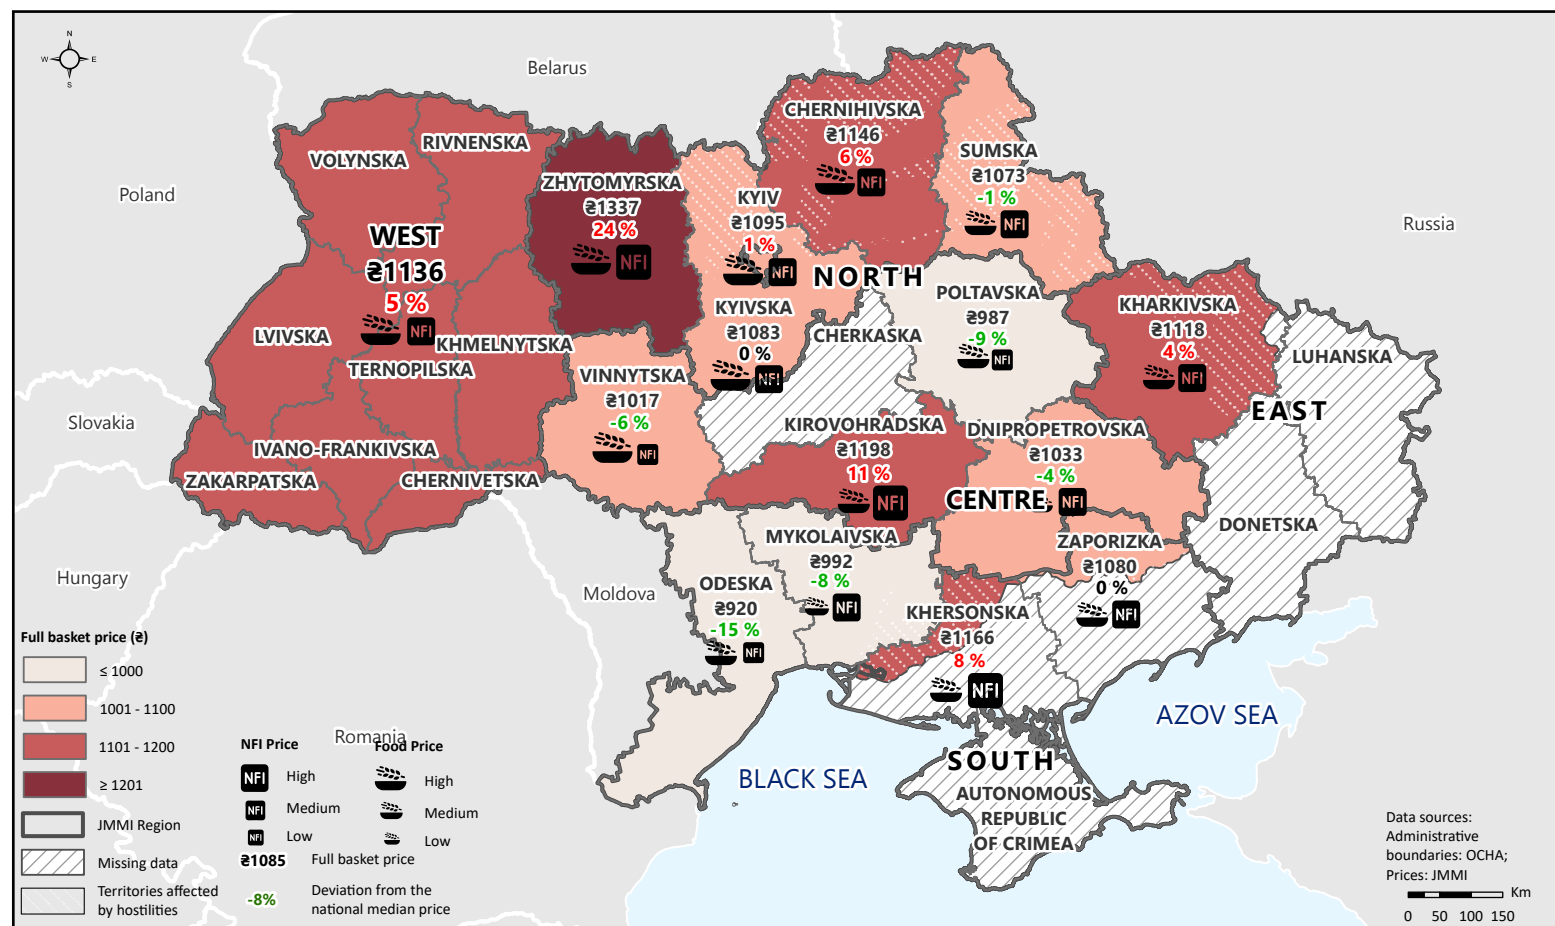 N
W
E
S
Belarus
Poland
Russia
Slovakia
Hungary
Moldova
Romania
VOLYNSKA
RIVNENSKA
WEST
₴1136
5 %
NFI
LVIVSKA
KHMELNYTSKA
TERNOPILSKA
IVANO-FRANKIVSKA
ZAKARPATSKA
CHERNIVETSKA
ZHYTOMYRSKA
₴1337
24 %
NFI
KYIV
₴1095
1 %
NFI
KYIVSKA
₴1083
0 %
NFI
CHERNIHIVSKA
₴1146
6 %
NFI
SUMSKA
₴1073
-1 %
NFI
NORTH
VINNYTSKA
₴1017
-6 %
NFI
CHERKASKA
POLTAVSKA
₴987
-9 %
NFI
KHARKIVSKA
₴1118
4 %
NFI
LUHANSKA
EAST
DONETSKA
KIROVOHRADSKA
₴1198
11 %
NFI
DNIPROPETROVSKA
₴1033
-4 %
NFI
CENTRE
ZAPORIZKA
₴1080
0 %
NFI
MYKOLAIVSKA
₴992
-8 %
NFI
ODESKA
₴920
-15 %
NFI
KHERSONSKA
₴1166
8 %
NFI
SOUTH
AUTONOMOUS
REPUBLIC
OF CRIMEA
BLACK SEA
AZOV SEA
Full basket price (₴)
≤ 1000
1001 - 1100
1101 - 1200
≥ 1201
JMMI Region
Missing data
Territories affected
by hostilities
NFI Price
NFI High
NFI Medium
NFI Low
Food Price
High
Medium
Low
₴1085 Full basket price
-8% Deviation from the
national median price
Data sources:
Administrative
boundaries: OCHA;
Prices: JMMI
Km
0 50 100 150